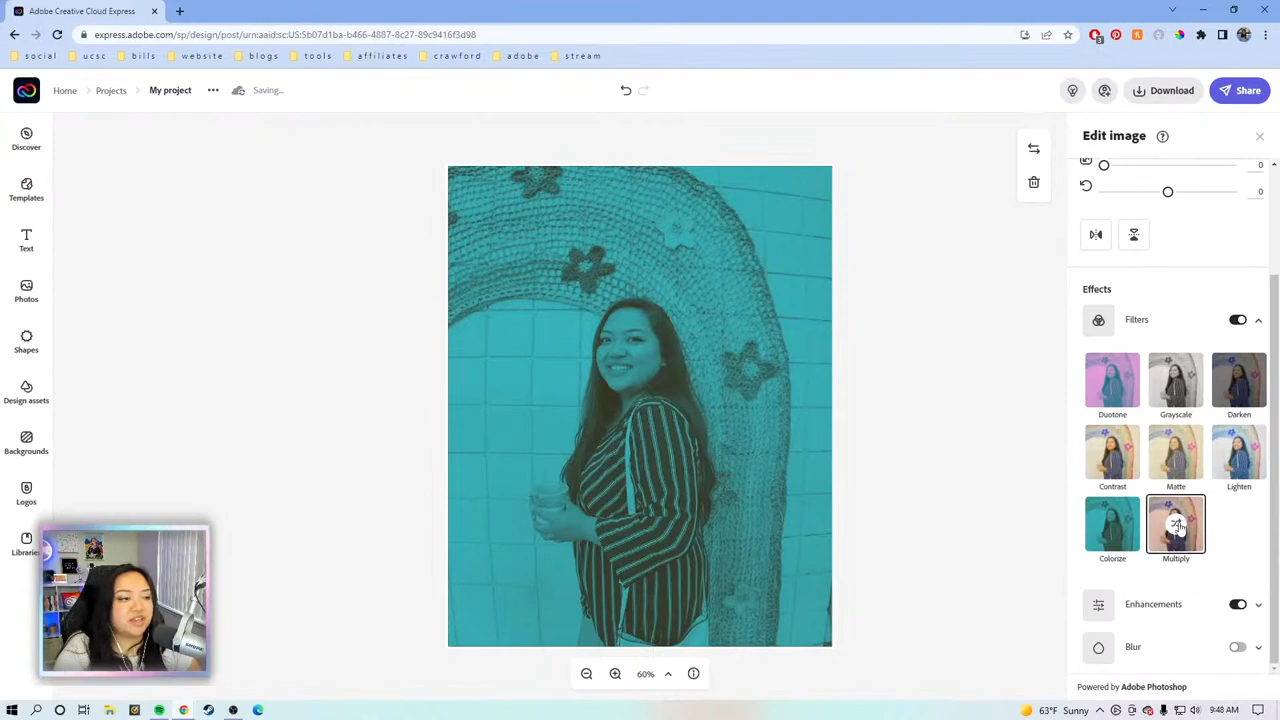 Adobe Creative Cloud Express
express.adobe.com/sp/design/post/urn:aaid:sc:US:5b07d1ba-b466-4887-8c27-89c9416f3d98
social ucsc bills website blogs tools affiliates crawford adobe stream
Home Projects My project Saving... Download Share
Discover
Templates
Text
Photos
Shapes
Design assets
Backgrounds
Logos
Libraries
60%
Edit image
0
0
Effects
Filters
Duotone Grayscale Darken
Contrast Matte Lighten
Colorize Multiply
Enhancements
Blur
Powered by Adobe Photoshop
63°F Sunny 9:48 AM